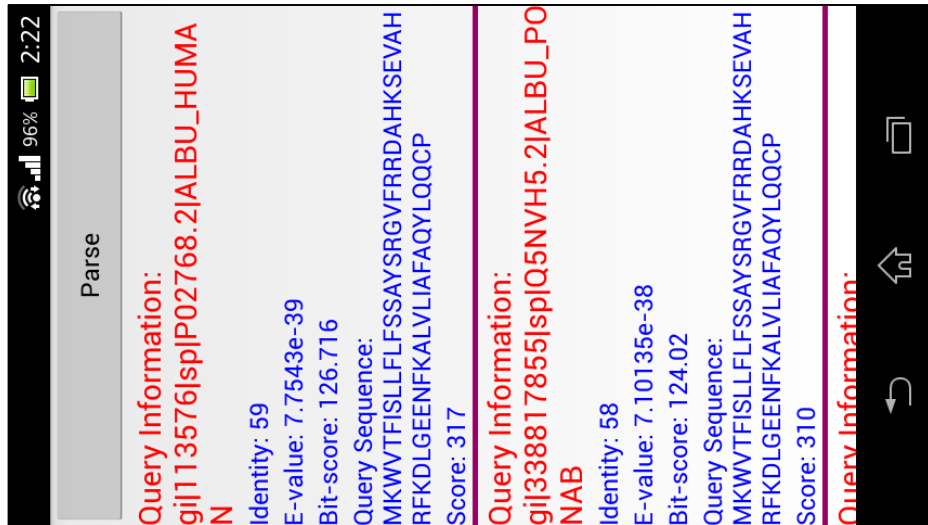 96% 2:22
Parse
Query Information:
gi|113576|sp|P02768.2|ALBU_HUMA
N
Identity: 59
E-value: 7.7543e-39
Bit-score: 126.716
Query Sequence:
MKWVTFISLLFLFSSAYSRGVFRRDAHKSEVAH
RFKDLGEENFKALVLIAFAQYLQQCP
Score: 317
Query Information:
gi|338817855|sp|Q5NVH5.2|ALBU_PO
NAB
Identity: 58
E-value: 7.10135e-38
Bit-score: 124.02
Query Sequence:
MKWVTFISLLFLFSSAYSRGVFRRDAHKSEVAH
RFKDLGEENFKALVLIAFAQYLQQCP
Score: 310
Query Information: